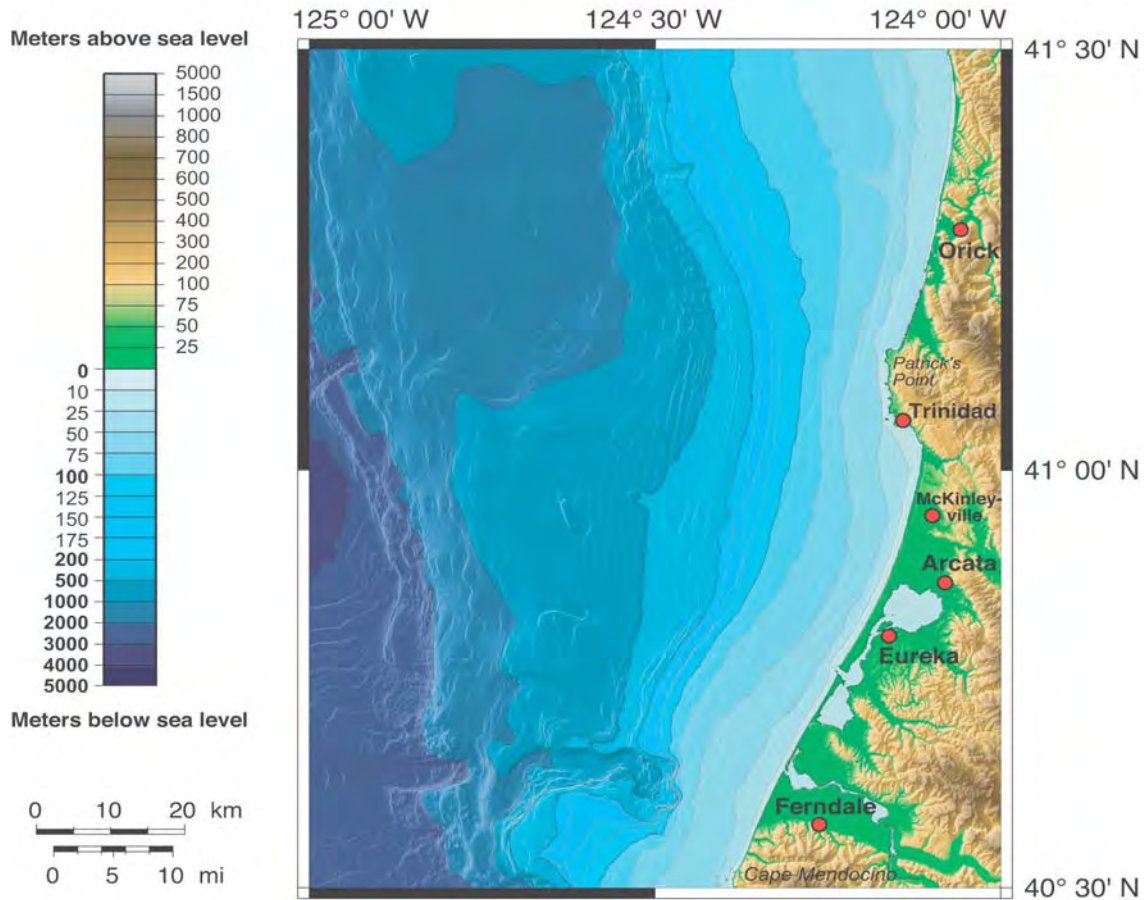 125° 00' W
124° 30' W
124° 00' W
Meters above sea level
5000
1500
1000
800
700
600
500
400
300
200
100
75
50
25
0
10
25
50
75
100
125
150
175
200
500
1000
2000
3000
4000
5000
Meters below sea level
0 10 20 km
0 5 10 mi
41° 30' N
Orick
Patrick's
Point
Trinidad
41° 00' N
McKinley-
ville
Arcata
Eureka
Ferndale
Cape Mendocino
40° 30' N